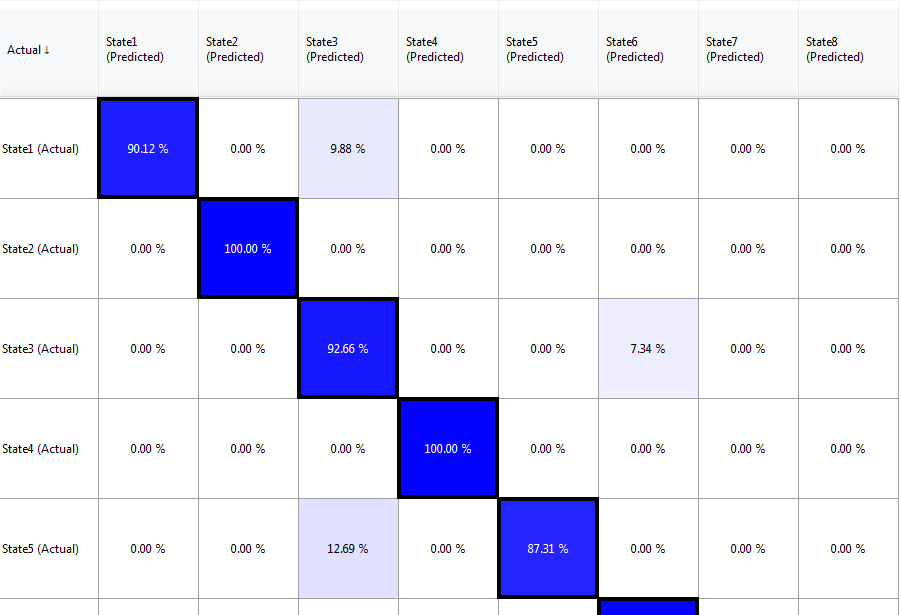 Actual ↓ State1 (Predicted) State2 (Predicted) State3 (Predicted) State4 (Predicted) State5 (Predicted) State6 (Predicted) State7 (Predicted) State8 (Predicted)
State1 (Actual) 90.12 % 0.00 % 9.88 % 0.00 % 0.00 % 0.00 % 0.00 % 0.00 %
State2 (Actual) 0.00 % 100.00 % 0.00 % 0.00 % 0.00 % 0.00 % 0.00 % 0.00 %
State3 (Actual) 0.00 % 0.00 % 92.66 % 0.00 % 0.00 % 7.34 % 0.00 % 0.00 %
State4 (Actual) 0.00 % 0.00 % 0.00 % 100.00 % 0.00 % 0.00 % 0.00 % 0.00 %
State5 (Actual) 0.00 % 0.00 % 12.69 % 0.00 % 87.31 % 0.00 % 0.00 % 0.00 %